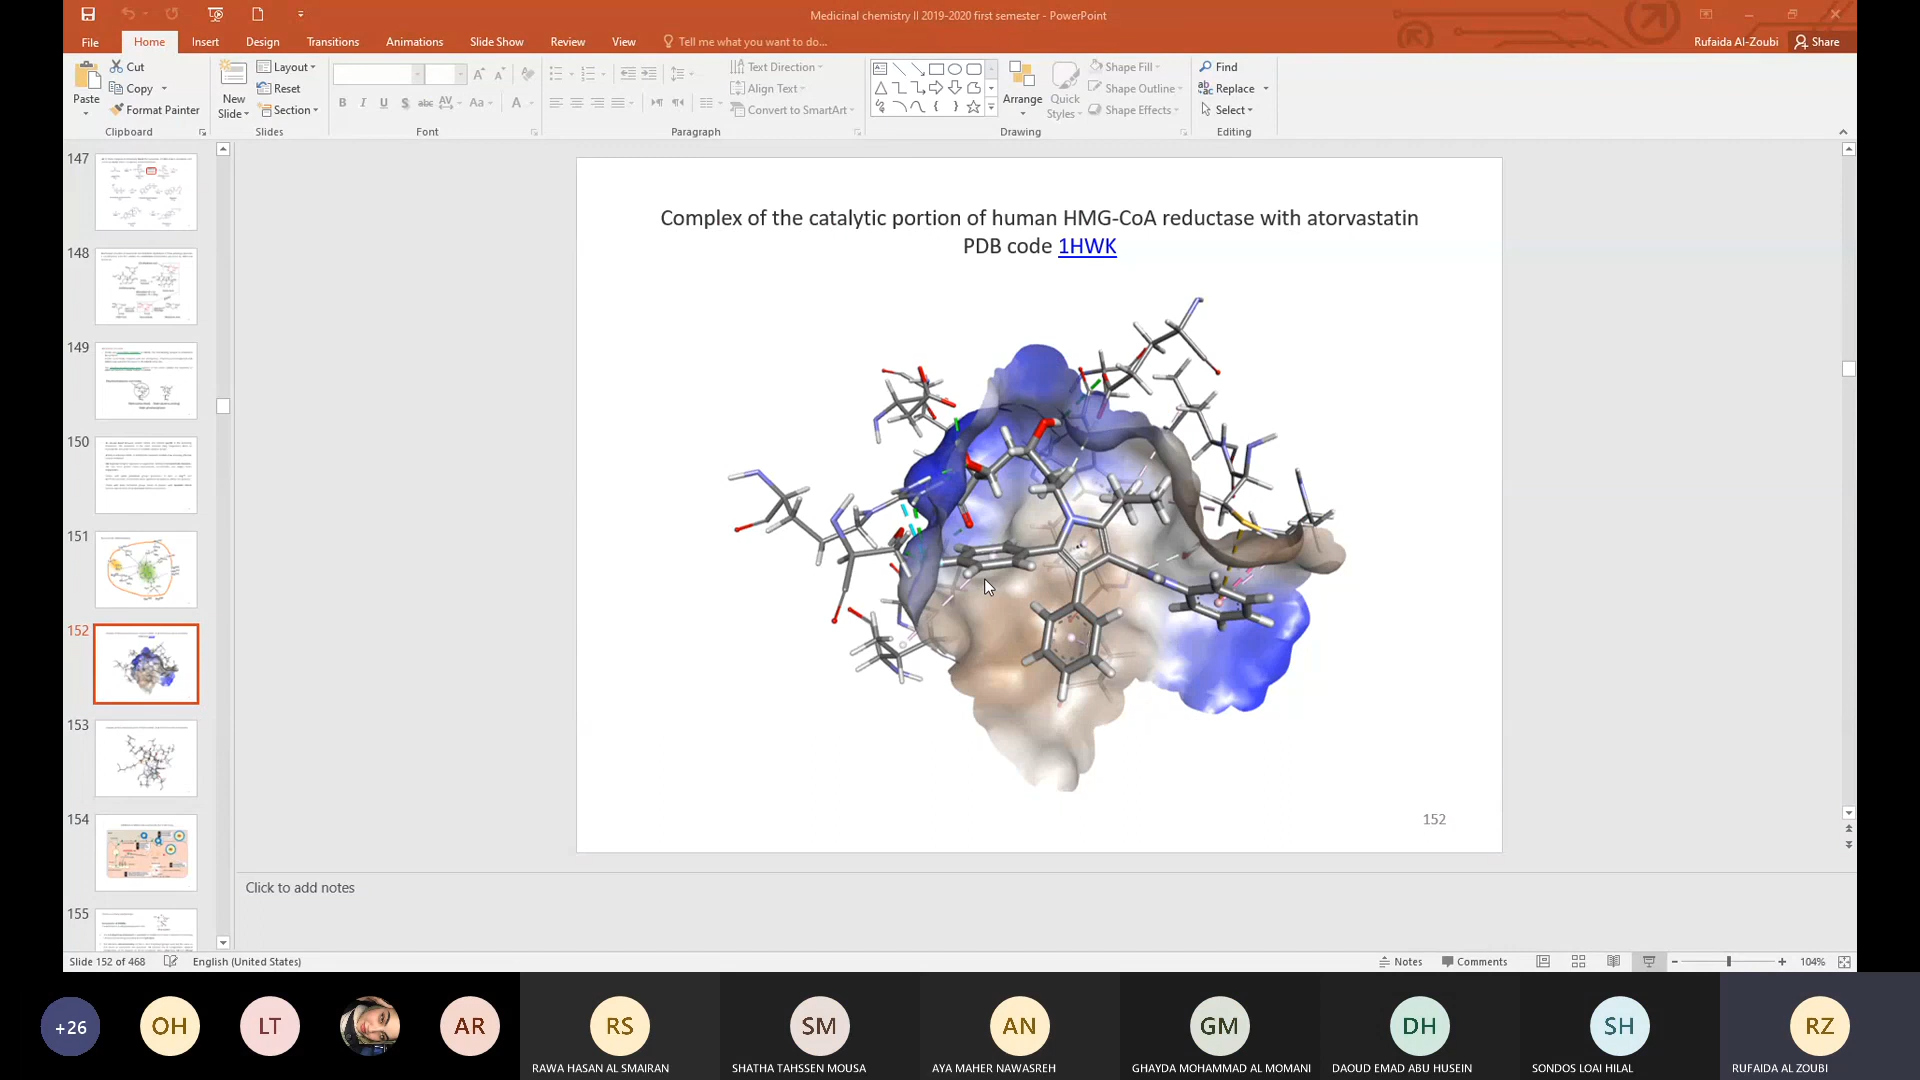 Medicinal chemistry II 2019-2020 first semester - PowerPoint
File Home Insert Design Transitions Animations Slide Show Review View Tell me what you want to do... Rufaida Al-Zoubi Share
Paste
Cut
Copy
Format Painter
Clipboard
New Slide
Layout
Reset
Section
Slides
Font
Text Direction
Align Text
Convert to SmartArt
Paragraph
Arrange
Quick Styles
Shape Fill
Shape Outline
Shape Effects
Drawing
Find
Replace
Select
Editing
147
148
149
150
151
152
153
154
155
Complex of the catalytic portion of human HMG-CoA reductase with atorvastatin
PDB code 1HWK
152
Click to add notes
Slide 152 of 468 English (United States) Notes Comments 104%
+26 OH LT AR RS SM AN GM DH SH RZ
RAWA HASAN AL SMAIRAN SHATHA TAHSSEN MOUSA AYA MAHER NAWASREH GHAYDA MOHAMMAD AL MOMANI DAOUD EMAD ABU HUSEIN SONDOS LOAI HILAL RUFAIDA AL ZOUBI